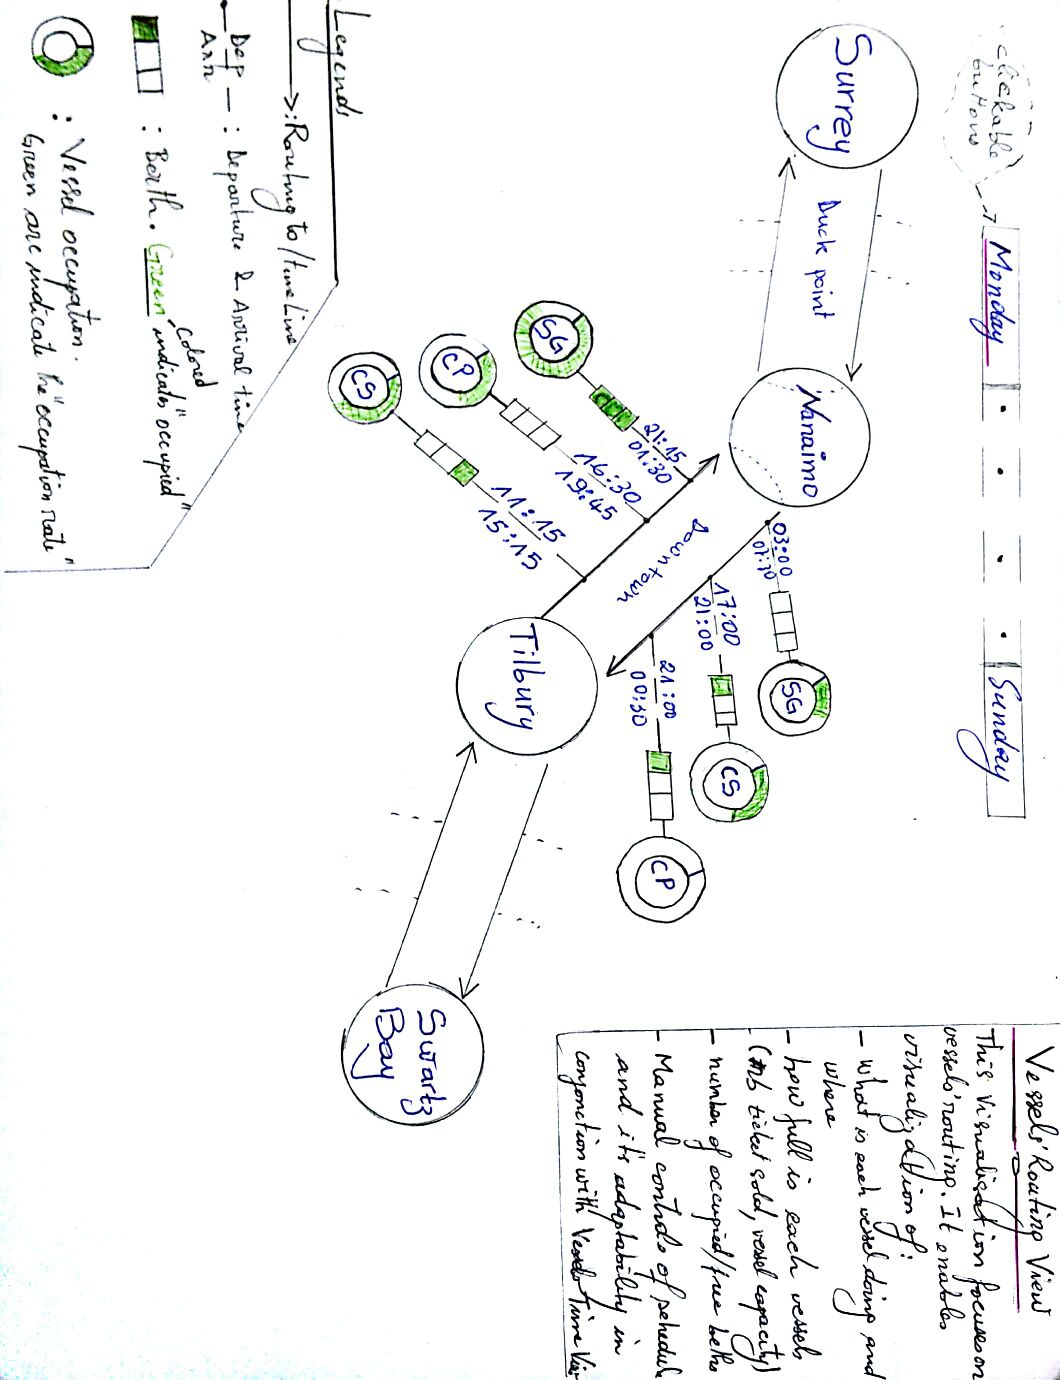 clickable
buttons
Monday
Sunday
Vessels' Routing View
This Visualisation focuses on
vessels' routing. It enables
visualization of:
- what is each vessel doing and
where
- how full is each vessels
(nb ticket sold, vessel capacity)
- number of occupied/free beths
- Manual controls of schedule
and it's adaptability in
conjonction with Vessels Time View
Surrey
Duck point
Nanaimo
03:00
07:30
SG
17:00
21:00
CS
21:00
00:30
CP
Downtown
21:15
01:30
SG
16:30
19:45
CP
11:15
15:15
CS
Tilbury
Swartz
Bay
Legends
: Routing to / time Line
Dep
Arr
: Departure & Arrival time
: Berth. Green colored indicates "occupied"
: Vessel occupation.
Green arc indicate the "occupation rate"